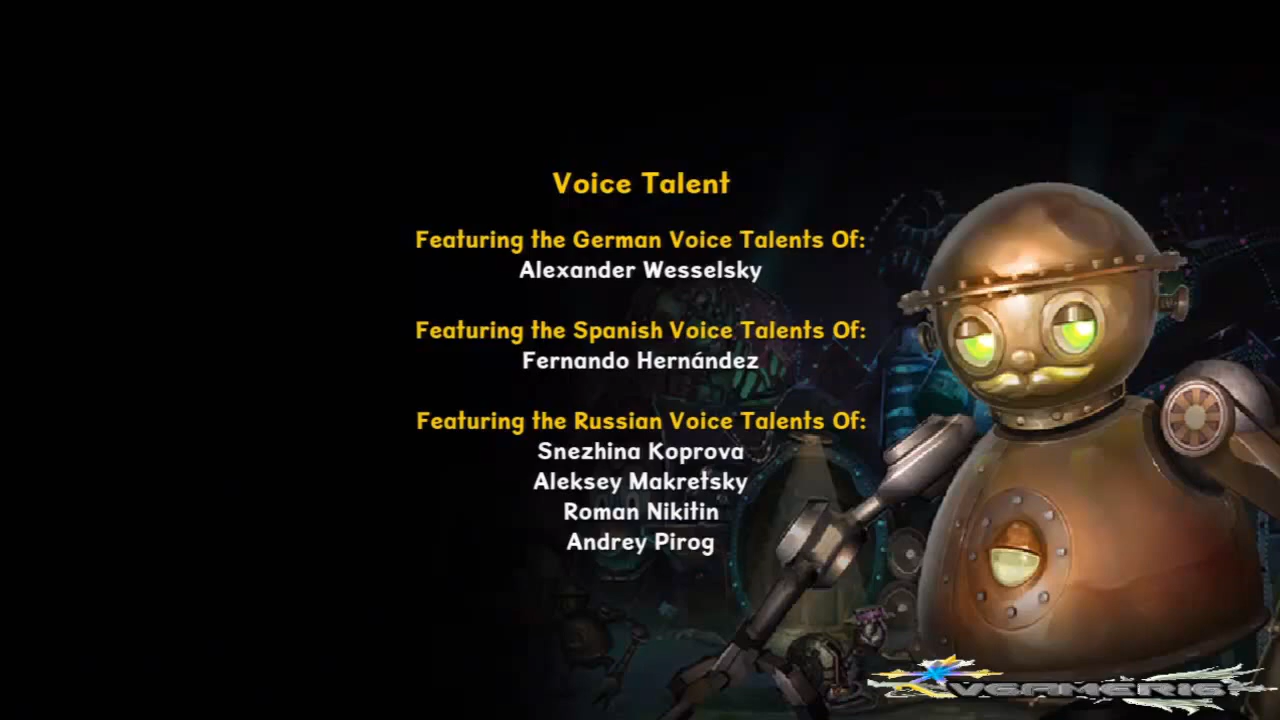 Voice Talent
Featuring the German Voice Talents Of:
Alexander Wesselsky
Featuring the Spanish Voice Talents Of:
Fernando Hernández
Featuring the Russian Voice Talents Of:
Snezhina Koprova
Aleksey Makretsky
Roman Nikitin
Andrey Pirog